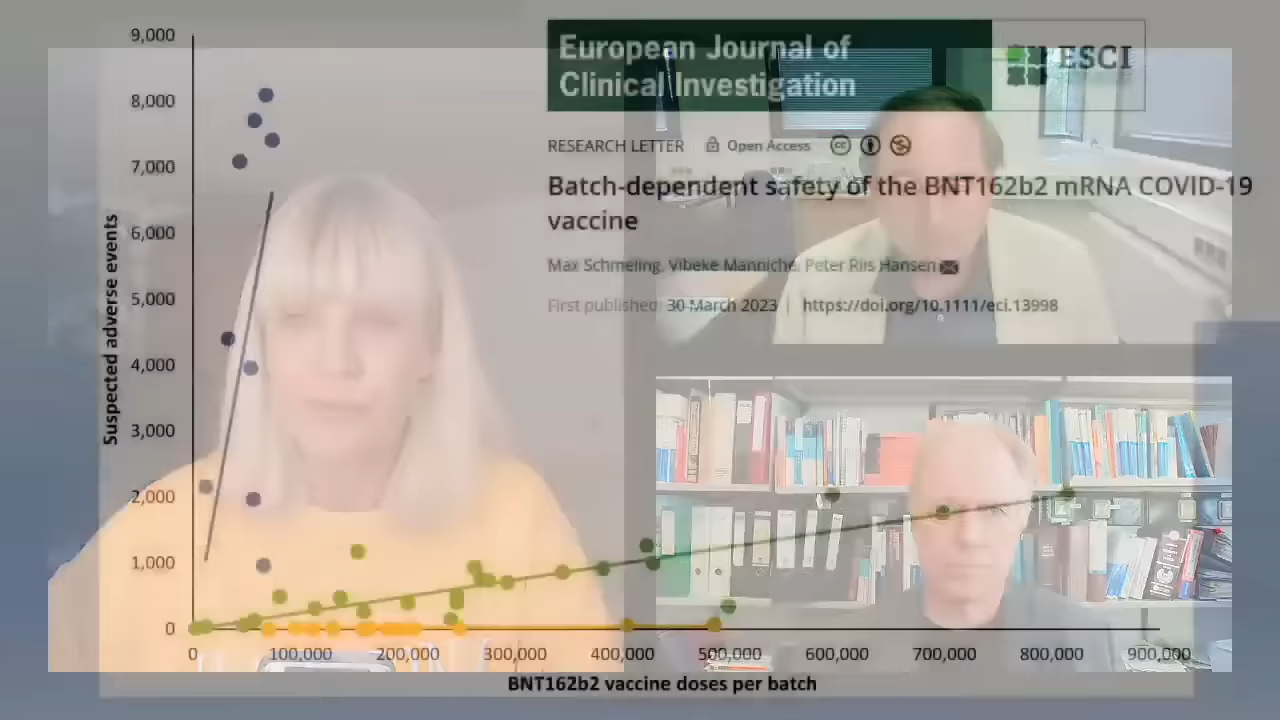 European Journal of
Clinical Investigation
ESCI
RESEARCH LETTER Open Access
Batch-dependent safety of the BNT162b2 mRNA COVID-19
vaccine
Max Schmeling, Vibeke Manniche, Peter Riis Hansen
First published: 30 March 2023 | https://doi.org/10.1111/eci.13998
Suspected adverse events
9,000
8,000
7,000
6,000
5,000
4,000
3,000
2,000
1,000
0
0 100,000 200,000 300,000 400,000 500,000 600,000 700,000 800,000 900,000
BNT162b2 vaccine doses per batch